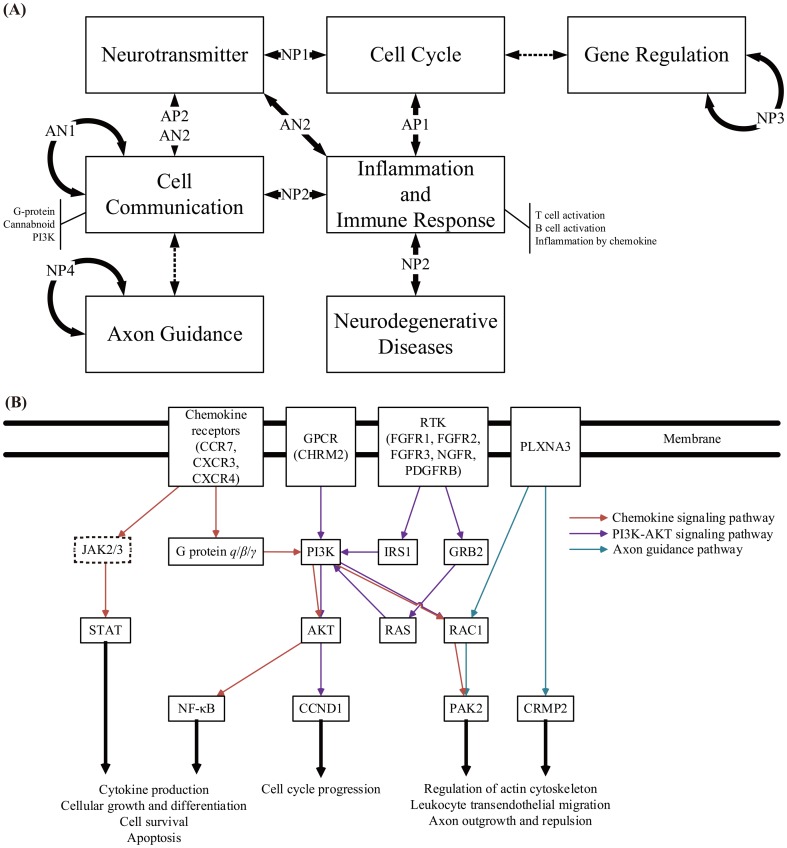 (A)
Neurotransmitter
NP1
Cell Cycle
Gene Regulation
NP3
AP2
AN2
AN2
AP1
AN1
Cell
Communication
NP2
Inflammation
and
Immune Response
G-protein
Cannabnoid
PI3K
T cell activation
B cell activation
Inflammation by chemokine
NP4
NP2
Axon Guidance
Neurodegenerative
Diseases
(B)
Chemokine
receptors
(CCR7,
CXCR3,
CXCR4)
GPCR
(CHRM2)
RTK
(FGFR1, FGFR2,
FGFR3, NGFR,
PDGFRB)
PLXNA3
Membrane
Chemokine signaling pathway
PI3K-AKT signaling pathway
Axon guidance pathway
JAK2/3
G protein q/β/γ
PI3K
IRS1
GRB2
STAT
AKT
RAS
RAC1
NF-κB
CCND1
PAK2
CRMP2
Cytokine production
Cellular growth and differentiation
Cell survival
Apoptosis
Cell cycle progression
Regulation of actin cytoskeleton
Leukocyte transendothelial migration
Axon outgrowth and repulsion